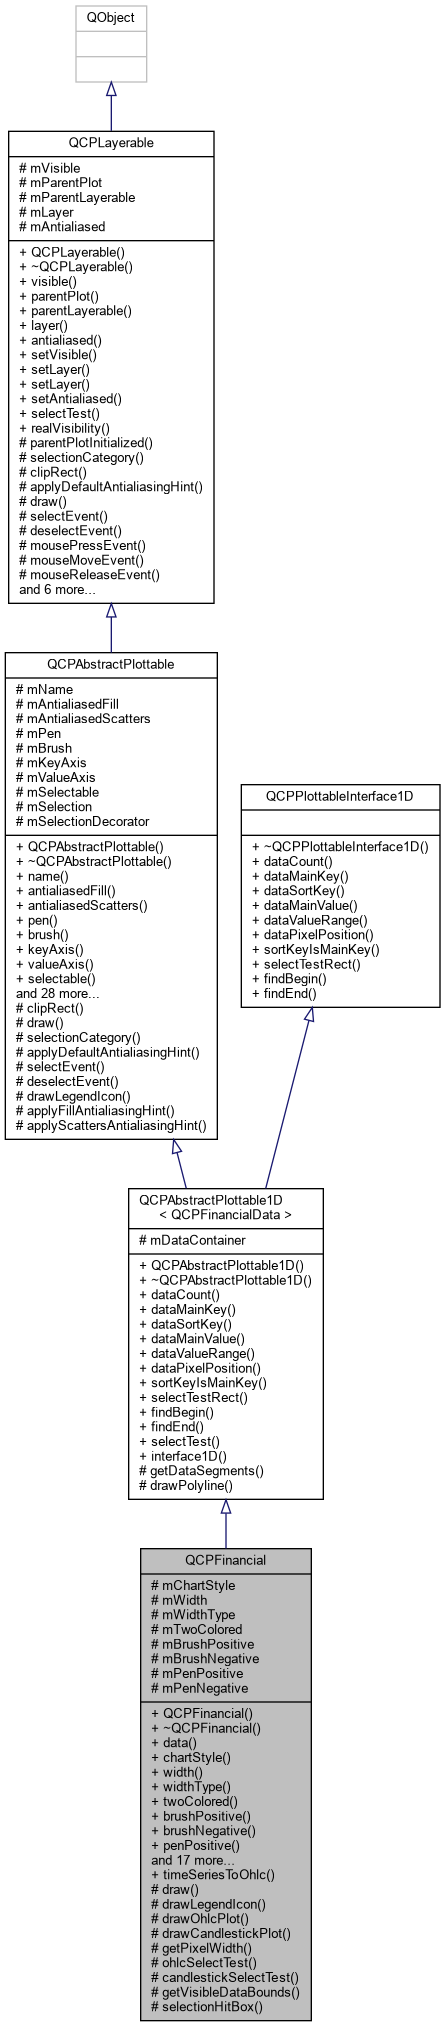 QObject
QCPLayerable
# mVisible
# mParentPlot
# mParentLayerable
# mLayer
# mAntialiased
+ QCPLayerable()
+ ~QCPLayerable()
+ visible()
+ parentPlot()
+ parentLayerable()
+ layer()
+ antialiased()
+ setVisible()
+ setLayer()
+ setLayer()
+ setAntialiased()
+ selectTest()
+ realVisibility()
# parentPlotInitialized()
# selectionCategory()
# clipRect()
# applyDefaultAntialiasingHint()
# draw()
# selectEvent()
# deselectEvent()
# mousePressEvent()
# mouseMoveEvent()
# mouseReleaseEvent()
and 6 more...
QCPAbstractPlottable
# mName
# mAntialiasedFill
# mAntialiasedScatters
# mPen
# mBrush
# mKeyAxis
# mValueAxis
# mSelectable
# mSelection
# mSelectionDecorator
+ QCPAbstractPlottable()
+ ~QCPAbstractPlottable()
+ name()
+ antialiasedFill()
+ antialiasedScatters()
+ pen()
+ brush()
+ keyAxis()
+ valueAxis()
+ selectable()
and 28 more...
# clipRect()
# draw()
# selectionCategory()
# applyDefaultAntialiasingHint()
# selectEvent()
# deselectEvent()
# drawLegendIcon()
# applyFillAntialiasingHint()
# applyScattersAntialiasingHint()
QCPPlottableInterface1D
+ ~QCPPlottableInterface1D()
+ dataCount()
+ dataMainKey()
+ dataSortKey()
+ dataMainValue()
+ dataValueRange()
+ dataPixelPosition()
+ sortKeyIsMainKey()
+ selectTestRect()
+ findBegin()
+ findEnd()
QCPAbstractPlottable1D
< QCPFinancialData >
# mDataContainer
+ QCPAbstractPlottable1D()
+ ~QCPAbstractPlottable1D()
+ dataCount()
+ dataMainKey()
+ dataSortKey()
+ dataMainValue()
+ dataValueRange()
+ dataPixelPosition()
+ sortKeyIsMainKey()
+ selectTestRect()
+ findBegin()
+ findEnd()
+ selectTest()
+ interface1D()
# getDataSegments()
# drawPolyline()
QCPFinancial
# mChartStyle
# mWidth
# mWidthType
# mTwoColored
# mBrushPositive
# mBrushNegative
# mPenPositive
# mPenNegative
+ QCPFinancial()
+ ~QCPFinancial()
+ data()
+ chartStyle()
+ width()
+ widthType()
+ twoColored()
+ brushPositive()
+ brushNegative()
+ penPositive()
and 17 more...
+ timeSeriesToOhlc()
# draw()
# drawLegendIcon()
# drawOhlcPlot()
# drawCandlestickPlot()
# getPixelWidth()
# ohlcSelectTest()
# candlestickSelectTest()
# getVisibleDataBounds()
# selectionHitBox()